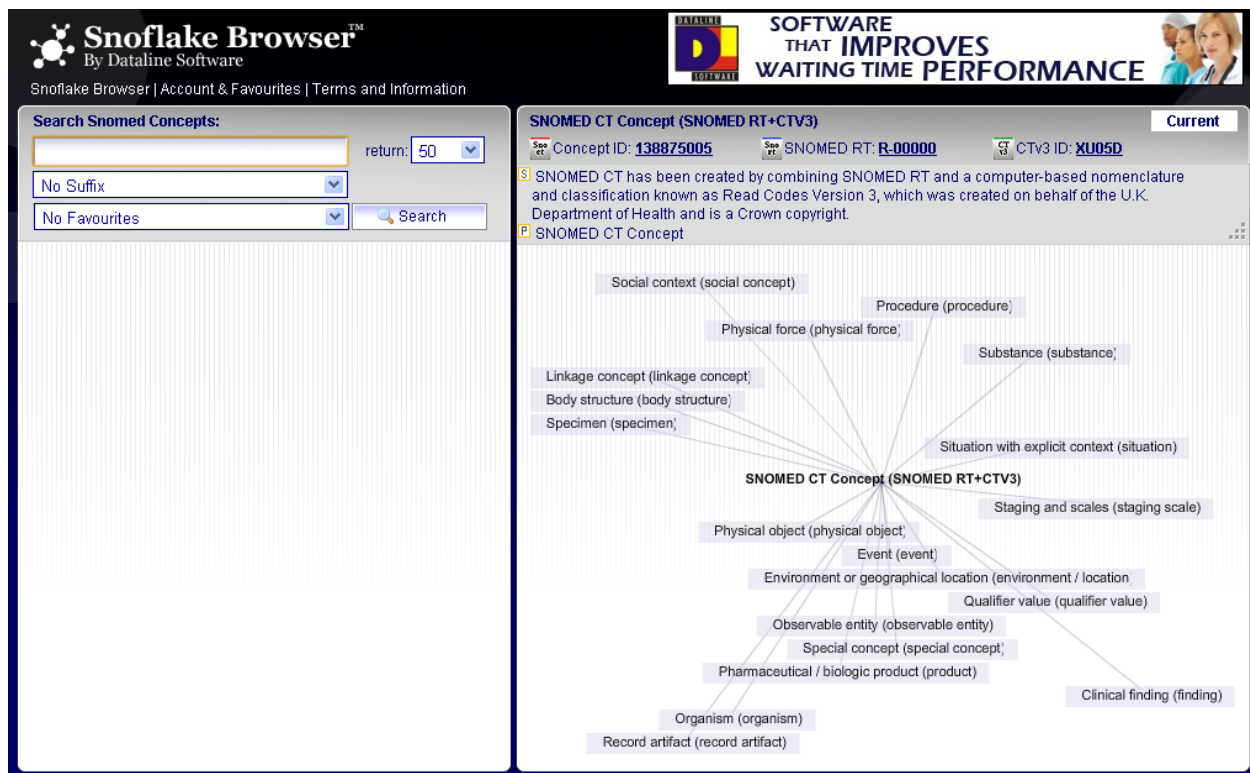 Snoflake Browser™
By Dataline Software
Snoflake Browser | Account & Favourites | Terms and Information
DATALINE
D
SOFTWARE
SOFTWARE
THAT IMPROVES
WAITING TIME PERFORMANCE
Search Snomed Concepts:
return: 50
No Suffix
No Favourites
Search
SNOMED CT Concept (SNOMED RT+CTV3)
Current
Concept ID: 138875005
SNOMED RT: R-00000
CTv3 ID: XU05D
S SNOMED CT has been created by combining SNOMED RT and a computer-based nomenclature
and classification known as Read Codes Version 3, which was created on behalf of the U.K.
Department of Health and is a Crown copyright.
P SNOMED CT Concept
Social context (social concept)
Procedure (procedure)
Physical force (physical force)
Substance (substance)
Linkage concept (linkage concept)
Body structure (body structure)
Specimen (specimen)
Situation with explicit context (situation)
SNOMED CT Concept (SNOMED RT+CTV3)
Staging and scales (staging scale)
Physical object (physical object)
Event (event)
Environment or geographical location (environment / location
Qualifier value (qualifier value)
Observable entity (observable entity)
Special concept (special concept)
Pharmaceutical / biologic product (product)
Clinical finding (finding)
Organism (organism)
Record artifact (record artifact)